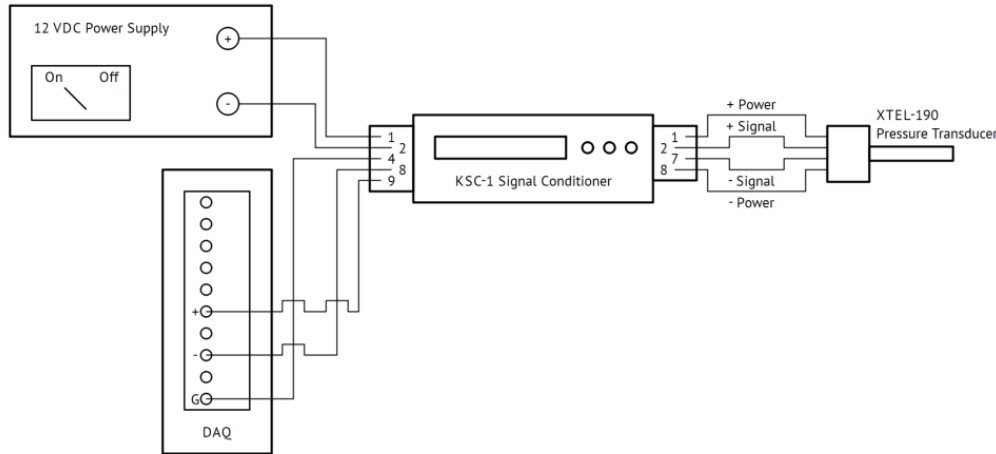 12 VDC Power Supply
+
On Off
-
1
2
4
8
9
KSC-1 Signal Conditioner
1
2
7
8
+ Power
+ Signal
- Signal
- Power
XTEL-190
Pressure Transducer
+
-
G
DAQ